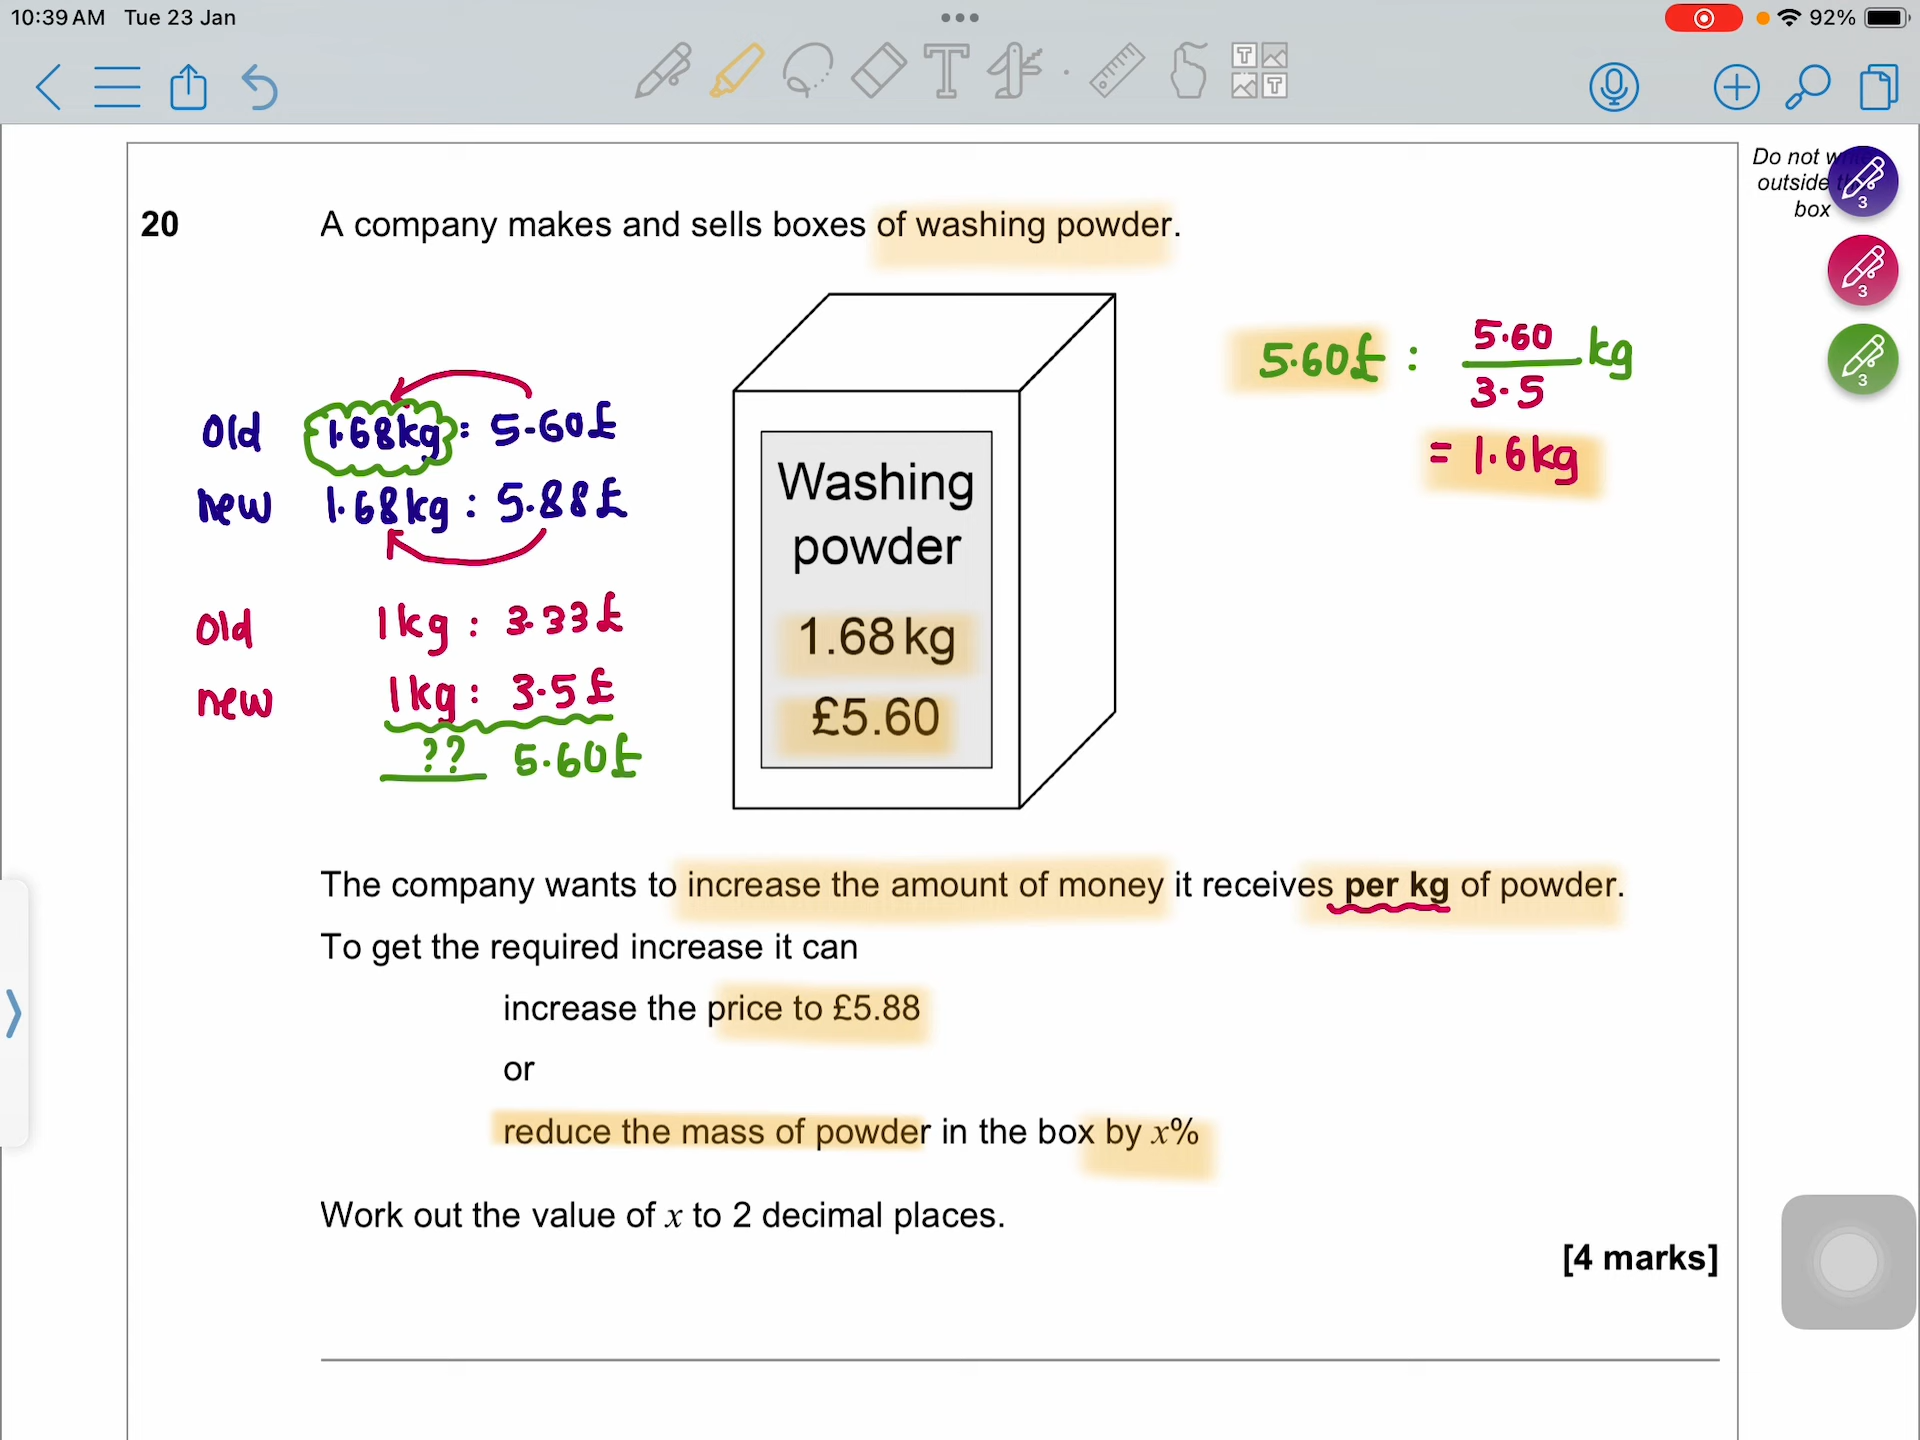 10:39 AM Tue 23 Jan
92%
Do not
outside
box
3
3
3
20 A company makes and sells boxes of washing powder.
5.60£ : 5.60 / 3.5 kg
= 1.6kg
Old 1.68kg : 5.60£
new 1.68kg : 5.88£
Old 1kg : 3.33£
new 1kg : 3.5£
?? 5.60£
Washing
powder
1.68 kg
£5.60
The company wants to increase the amount of money it receives per kg of powder.
To get the required increase it can
increase the price to £5.88
or
reduce the mass of powder in the box by x%
Work out the value of x to 2 decimal places.
[4 marks]